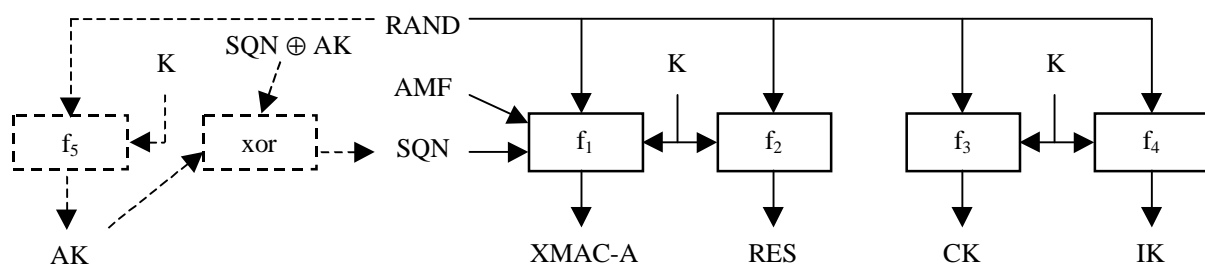 RAND
SQN ⊕ AK
K
K
K
AMF
f₅
xor
SQN
f₁
f₂
f₃
f₄
AK
XMAC-A
RES
CK
IK